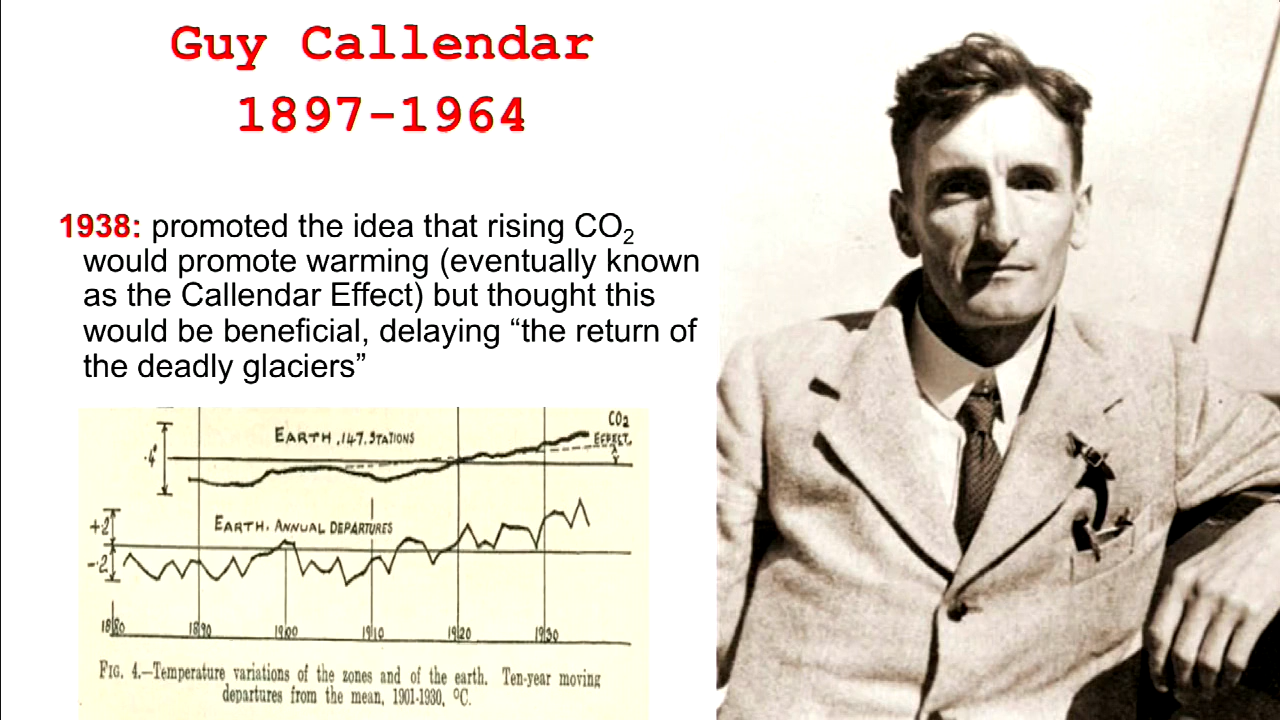 Guy Callendar
1897-1964
1938: promoted the idea that rising CO₂
would promote warming (eventually known
as the Callendar Effect) but thought this
would be beneficial, delaying “the return of
the deadly glaciers”
CO₂
EARTH, 147, STATIONS
EFFECT.
.4°
EARTH. ANNUAL DEPARTURES
+·2
-·2
1880 1890 1900 1910 1920 1930
FIG. 4.—Temperature variations of the zones and of the earth. Ten-year moving
departures from the mean, 1901-1930, °C.